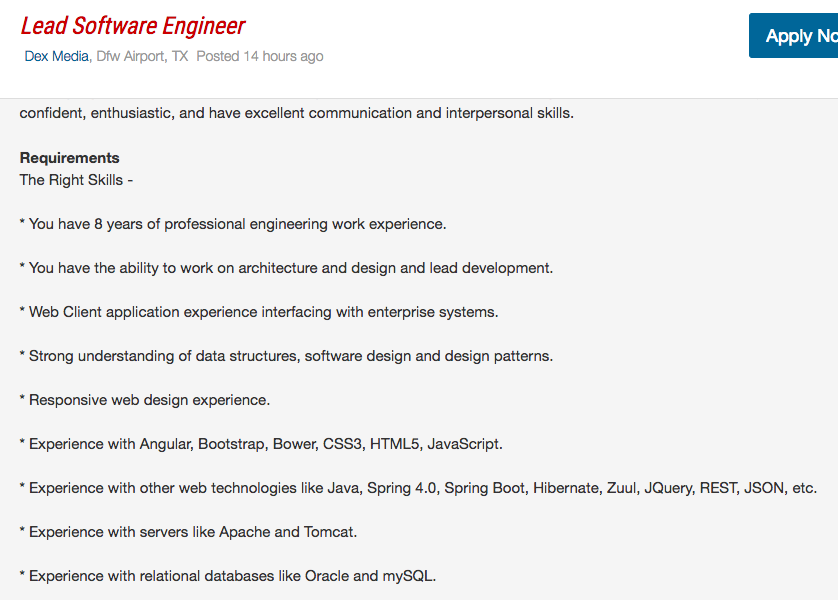 Lead Software Engineer
Dex Media, Dfw Airport, TX Posted 14 hours ago
Apply No
confident, enthusiastic, and have excellent communication and interpersonal skills.
Requirements
The Right Skills -
* You have 8 years of professional engineering work experience.
* You have the ability to work on architecture and design and lead development.
* Web Client application experience interfacing with enterprise systems.
* Strong understanding of data structures, software design and design patterns.
* Responsive web design experience.
* Experience with Angular, Bootstrap, Bower, CSS3, HTML5, JavaScript.
* Experience with other web technologies like Java, Spring 4.0, Spring Boot, Hibernate, Zuul, JQuery, REST, JSON, etc.
* Experience with servers like Apache and Tomcat.
* Experience with relational databases like Oracle and mySQL.